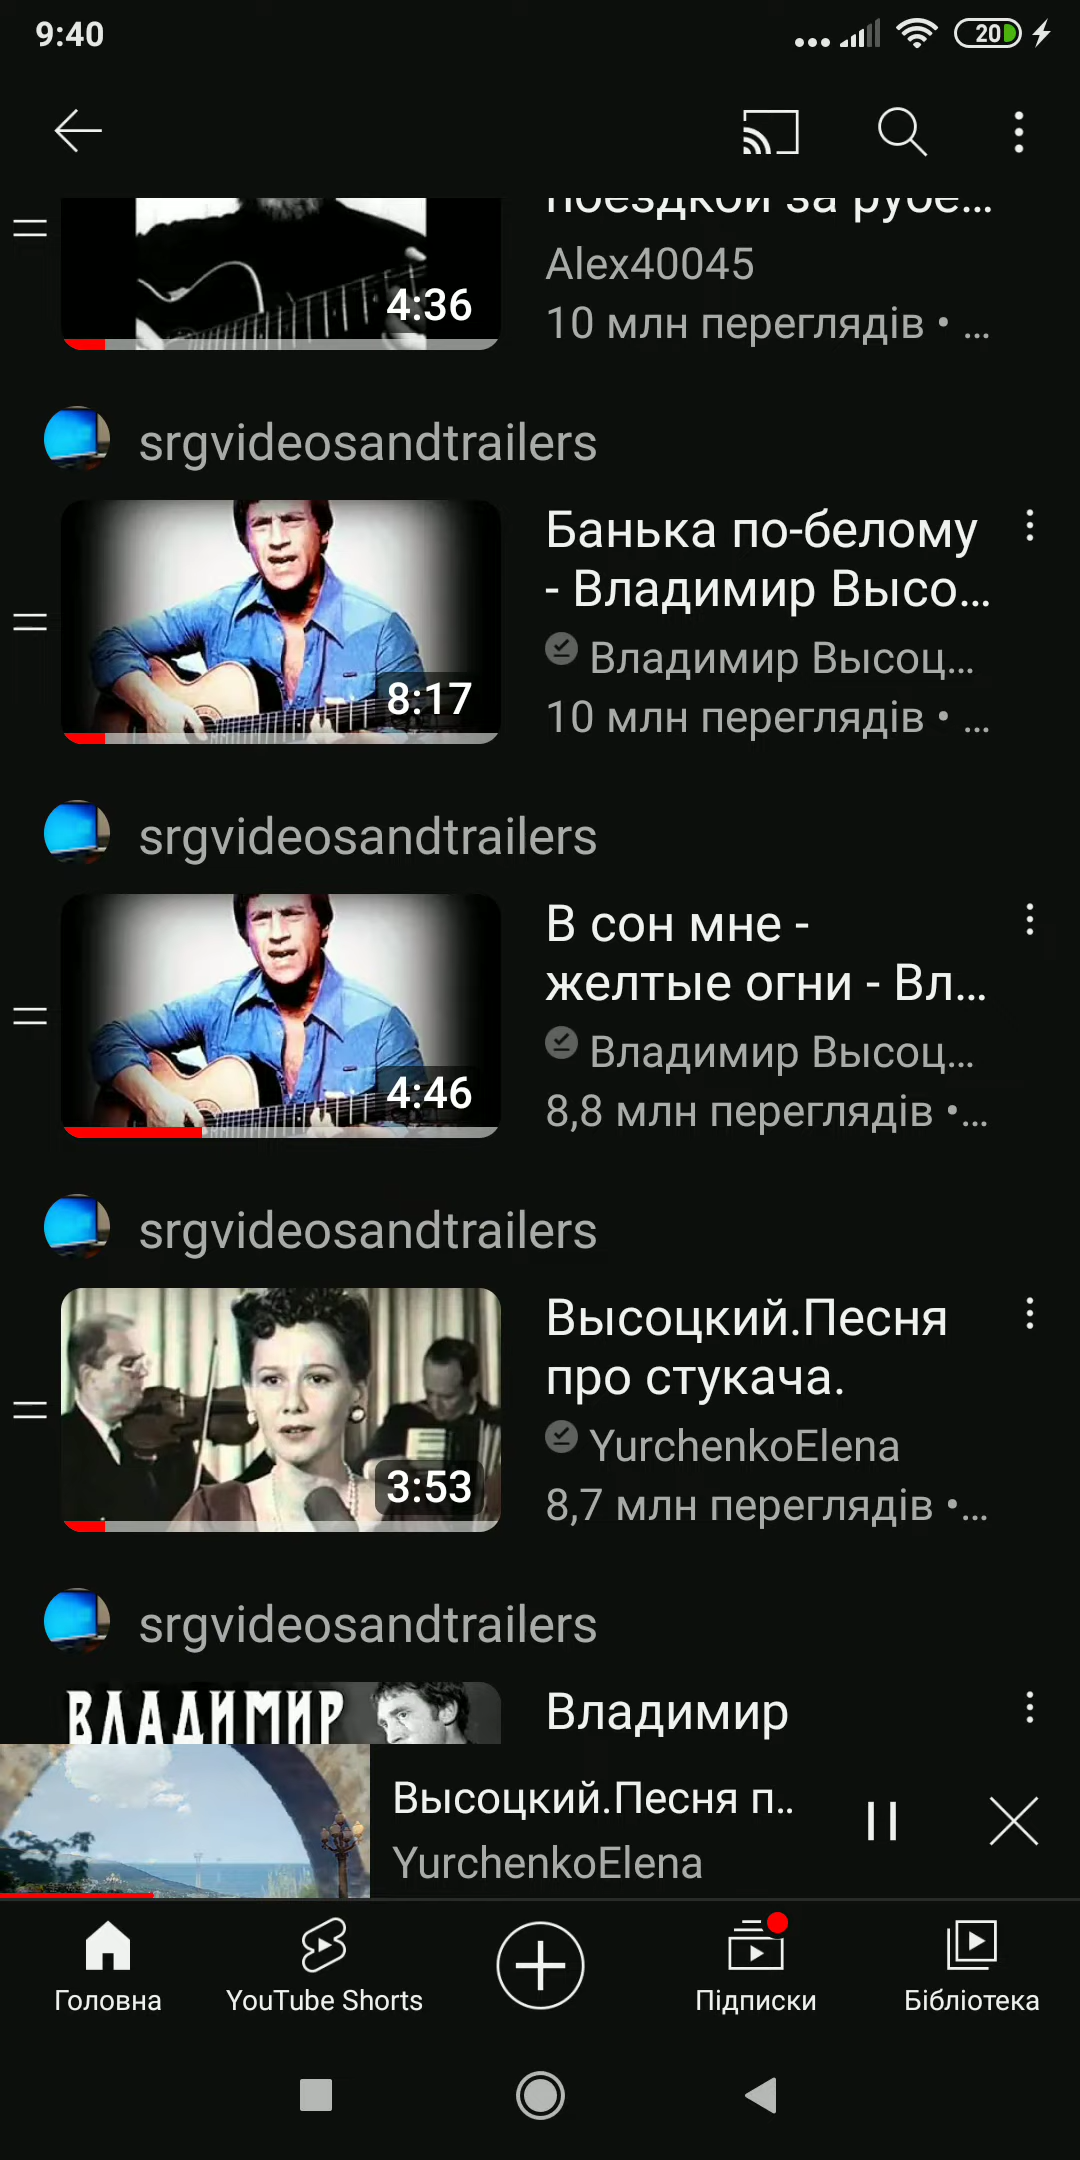 9:40
20
поездкой за рубе...
Alex40045
10 млн переглядів • ...
4:36
srgvideosandtrailers
Банька по-белому
- Владимир Высо...
Владимир Высоц...
10 млн переглядів • ...
8:17
srgvideosandtrailers
В сон мне -
желтые огни - Вл...
Владимир Высоц...
8,8 млн переглядів •...
4:46
srgvideosandtrailers
Высоцкий.Песня
про стукача.
YurchenkoElena
8,7 млн переглядів •...
3:53
srgvideosandtrailers
ВЛАДИМИР
Владимир
Высоцкий.Песня п..
YurchenkoElena
Головна
YouTube Shorts
Підписки
Бібліотека